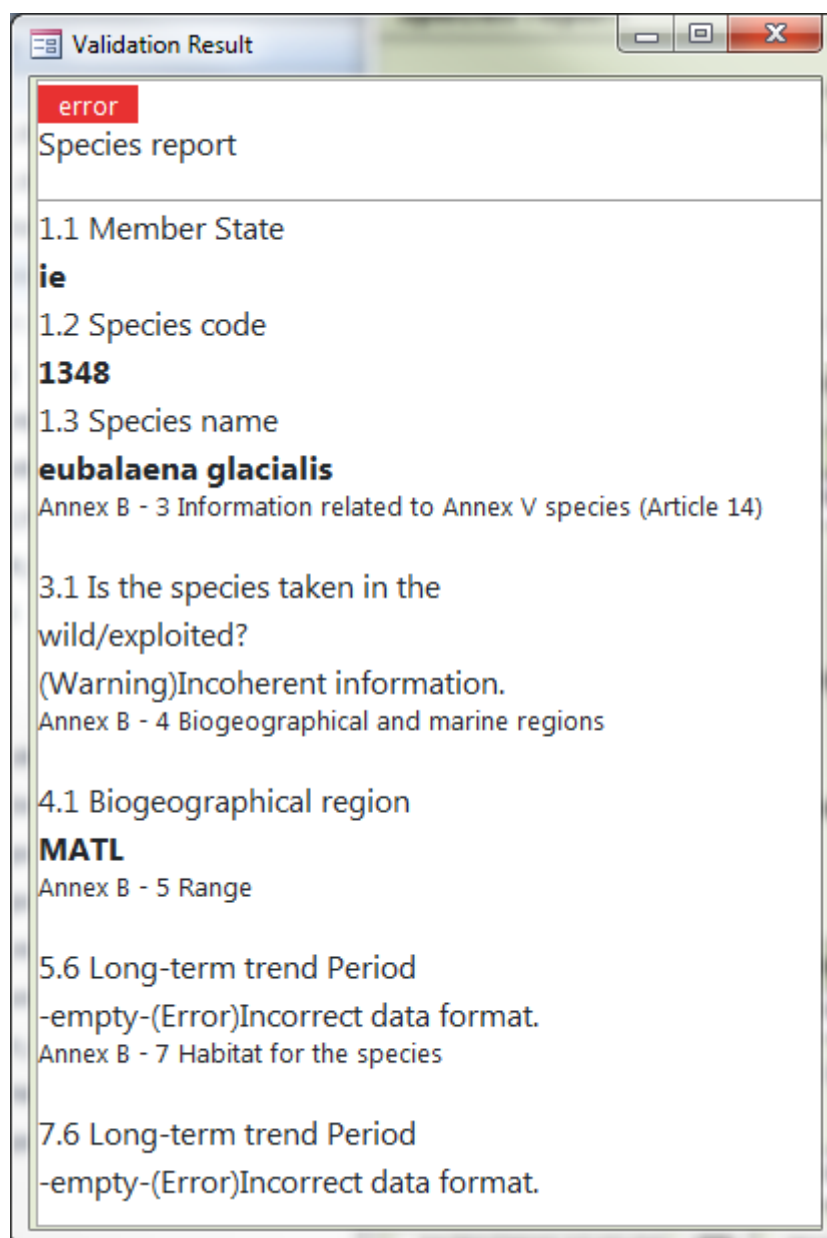 Validation Result
error
Species report
1.1 Member State
ie
1.2 Species code
1348
1.3 Species name
eubalaena glacialis
Annex B - 3 Information related to Annex V species (Article 14)
3.1 Is the species taken in the
wild/exploited?
(Warning)Incoherent information.
Annex B - 4 Biogeographical and marine regions
4.1 Biogeographical region
MATL
Annex B - 5 Range
5.6 Long-term trend Period
-empty-(Error)Incorrect data format.
Annex B - 7 Habitat for the species
7.6 Long-term trend Period
-empty-(Error)Incorrect data format.